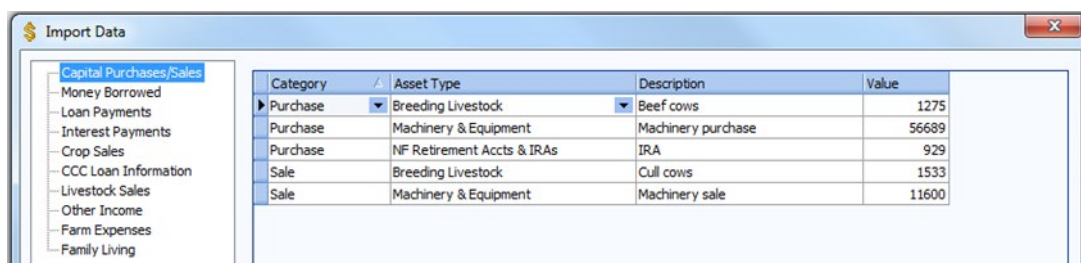 Import Data
Capital Purchases/Sales
Money Borrowed
Loan Payments
Interest Payments
Crop Sales
CCC Loan Information
Livestock Sales
Other Income
Farm Expenses
Family Living
Category Asset Type Description Value
Purchase Breeding Livestock Beef cows 1275
Purchase Machinery & Equipment Machinery purchase 56689
Purchase NF Retirement Accts & IRAs IRA 929
Sale Breeding Livestock Cull cows 1533
Sale Machinery & Equipment Machinery sale 11600